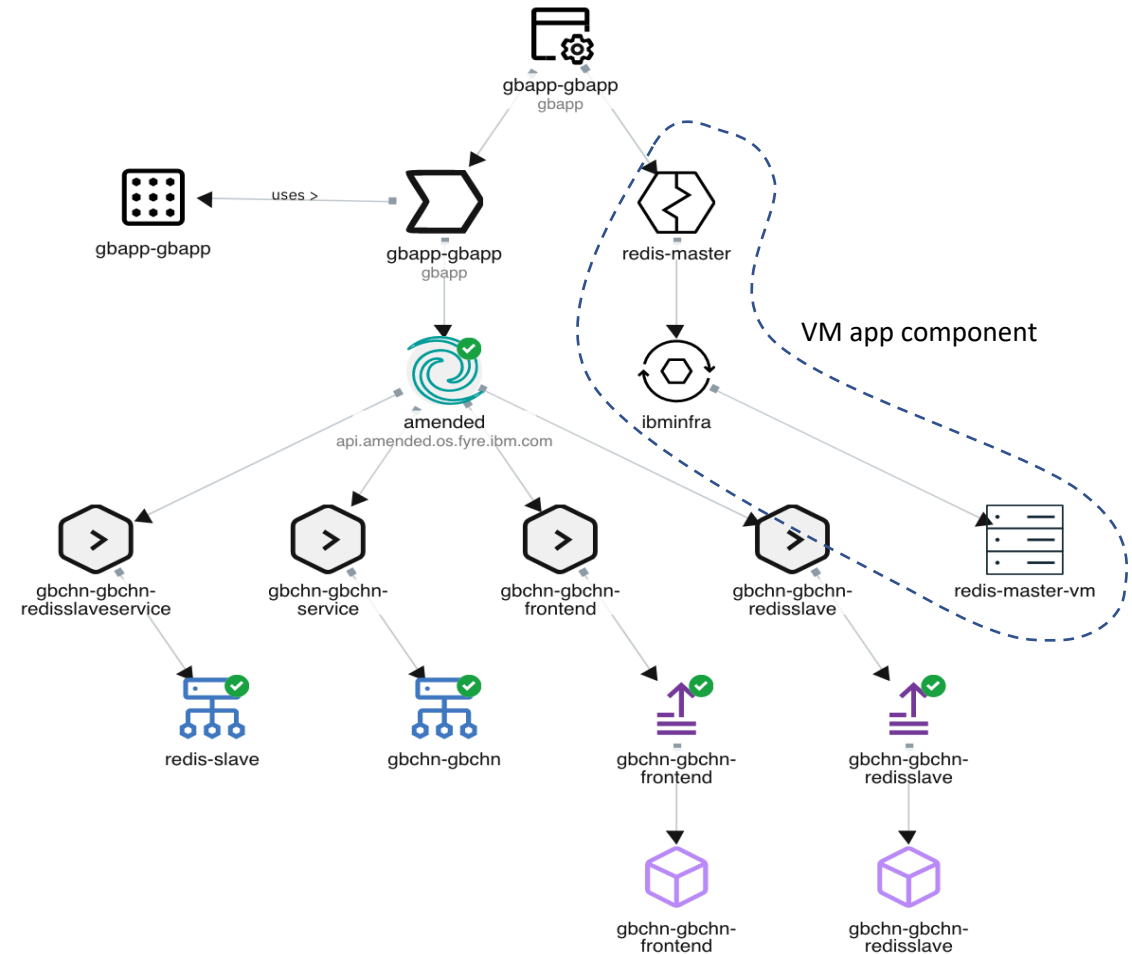 gbapp-gbapp
gbapp
uses >
gbapp-gbapp
gbapp-gbapp
gbapp
redis-master
VM app component
amended
api.amended.os.fyre.ibm.com
ibminfra
gbchn-gbchn-
redisslaveservice
gbchn-gbchn-
service
gbchn-gbchn-
frontend
gbchn-gbchn-
redisslave
redis-master-vm
redis-slave
gbchn-gbchn
gbchn-gbchn-
frontend
gbchn-gbchn-
redisslave
gbchn-gbchn-
frontend
gbchn-gbchn-
redisslave